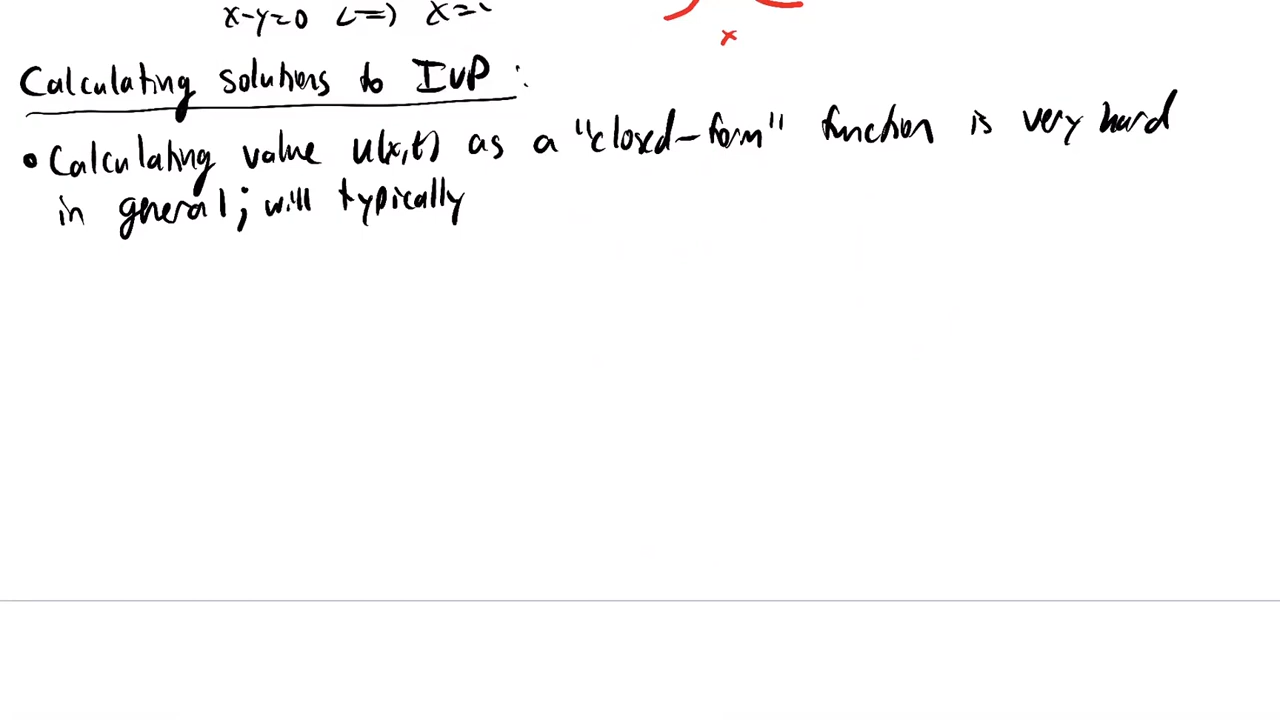 x-y=0 <=> x=
x
Calculating solutions to IVP :
• Calculating value u(x,t) as a "closed-form" function is very hard
in general; will typically